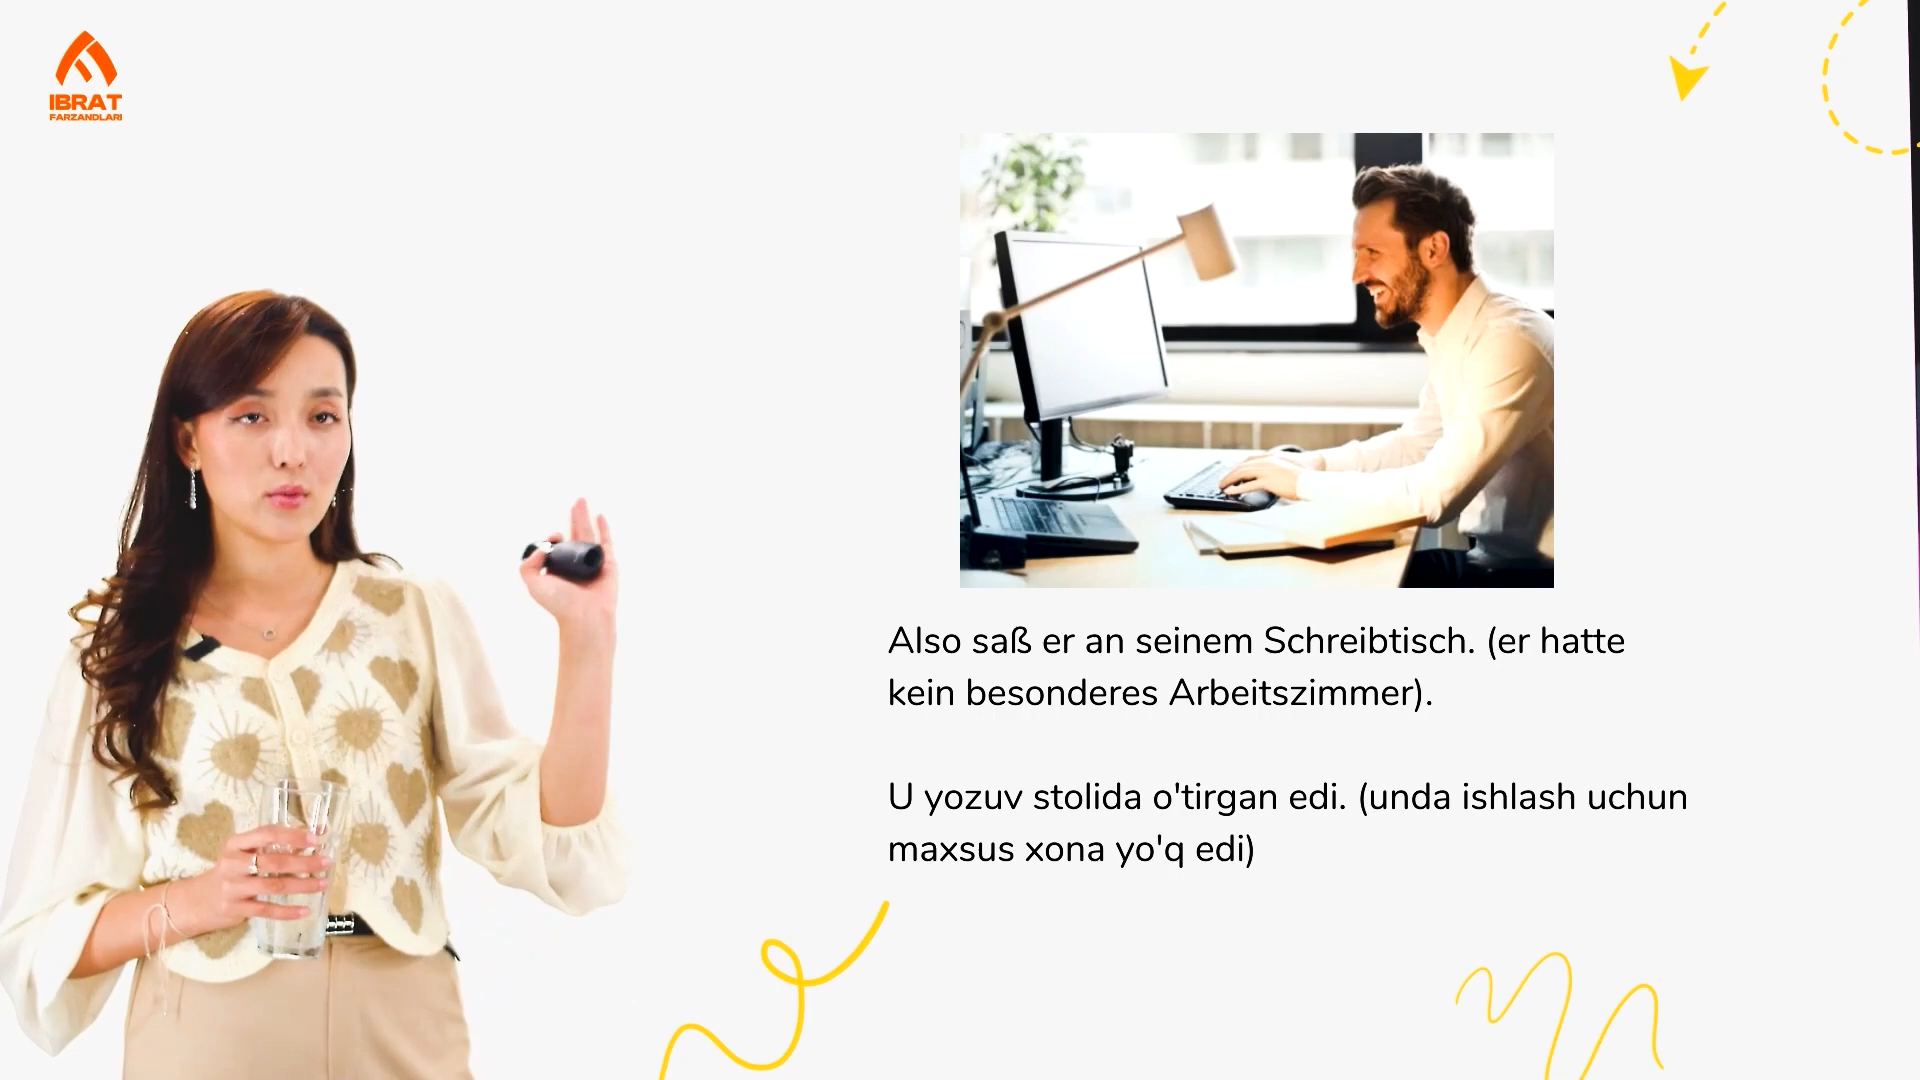 IBRAT
FARZANDLARI
Also saß er an seinem Schreibtisch. (er hatte
kein besonderes Arbeitszimmer).
U yozuv stolida o'tirgan edi. (unda ishlash uchun
maxsus xona yo'q edi)